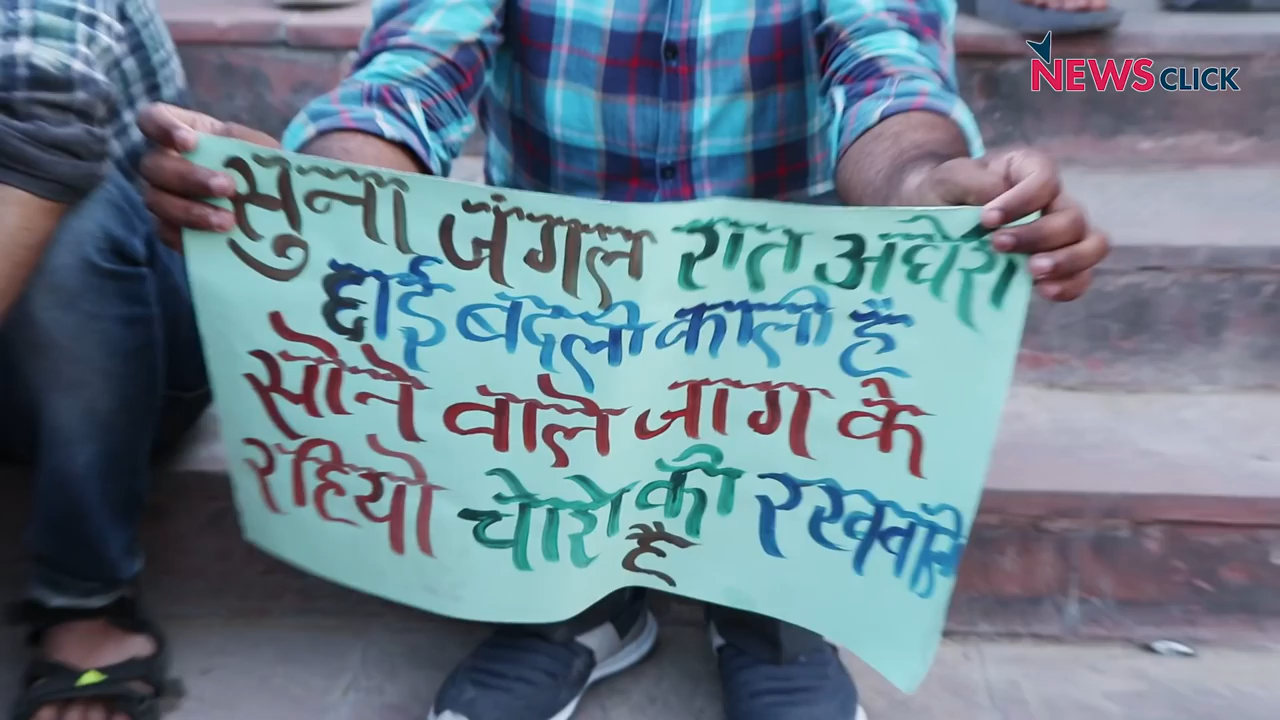 NEWSCLICK
सुना जंगल रात अंधेरी
छाई बदली काली है
सोने वाले जाग के
रहियो चोरो की रखवाली
है